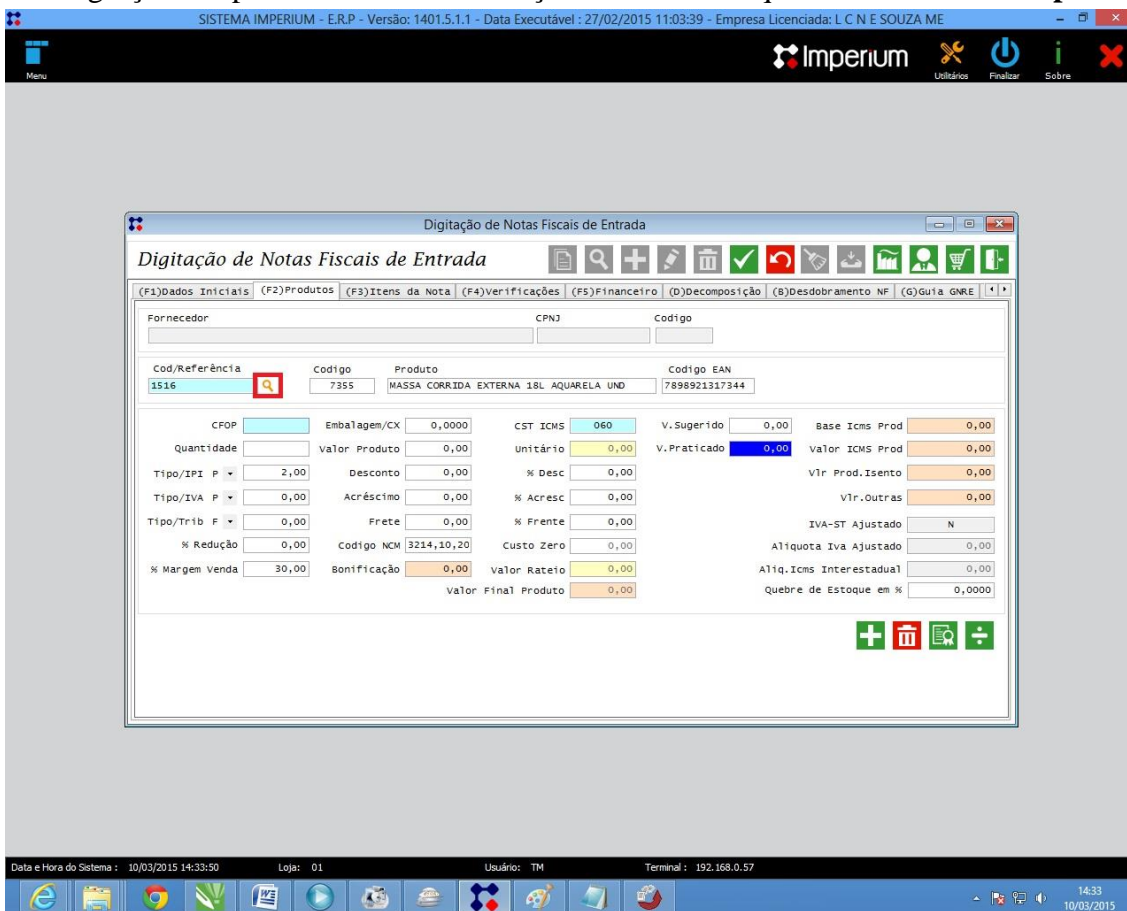 SISTEMA IMPERIUM - E.R.P - Versão: 1401.5.1.1 - Data Executável : 27/02/2015 11:03:39 - Empresa Licenciada: L C N E SOUZA ME
Menu
Imperium
Utilitários
Finalizar
Sobre
Digitação de Notas Fiscais de Entrada
Digitação de Notas Fiscais de Entrada
(F1)Dados Iniciais (F2)Produtos (F3)Itens da Nota (F4)Verificações (F5)Financeiro (D)Decomposição (B)Desdobramento NF (G)Guia GNRE
Fornecedor CPNJ Codigo
Cod/Referência Codigo Produto Codigo EAN
1516 7355 MASSA CORRIDA EXTERNA 18L AQUARELA UND 7898921317344
CFOP Embalagem/CX 0,0000 CST ICMS 060 V.Sugerido 0,00 Base Icms Prod 0,00
Quantidade Valor Produto 0,00 Unitário 0,00 V.Praticado 0,00 Valor ICMS Prod 0,00
Tipo/IPI P 2,00 Desconto 0,00 % Desc 0,00 Vlr Prod.Isento 0,00
Tipo/IVA P 0,00 Acréscimo 0,00 % Acresc 0,00 Vlr.Outras 0,00
Tipo/Trib F 0,00 Frete 0,00 % Frente 0,00 IVA-ST Ajustado N
% Redução 0,00 Codigo NCM 3214,10,20 Custo Zero 0,00 Aliquota Iva Ajustado 0,00
% Margem Venda 30,00 Bonificação 0,00 Valor Rateio 0,00 Aliq.Icms Interestadual 0,00
Valor Final Produto 0,00 Quebre de Estoque em % 0,0000
Data e Hora do Sistema : 10/03/2015 14:33:50 Loja: 01 Usuário: TM Terminal : 192.168.0.57
14:33
10/03/2015